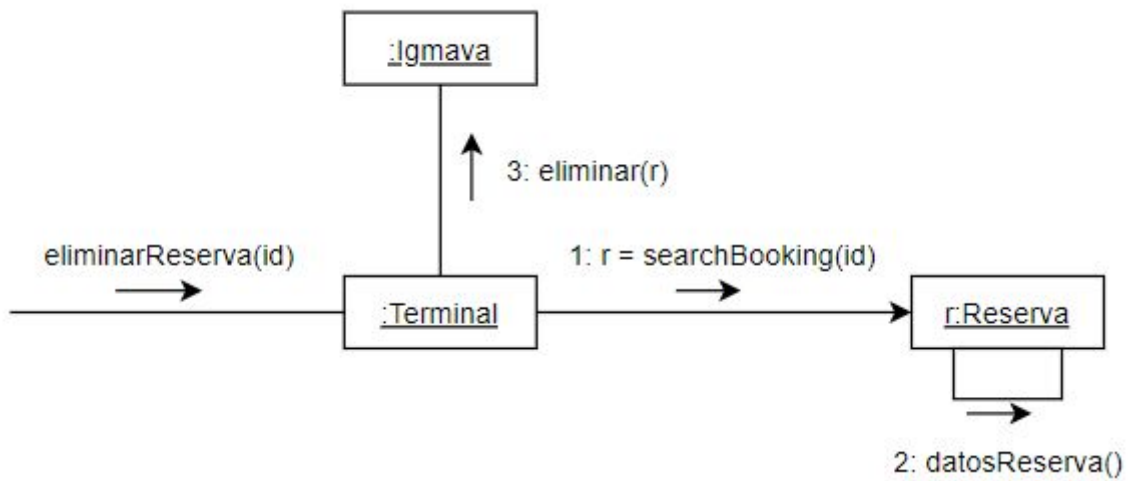 :Igmava
3: eliminar(r)
eliminarReserva(id)
1: r = searchBooking(id)
:Terminal
r:Reserva
2: datosReserva()